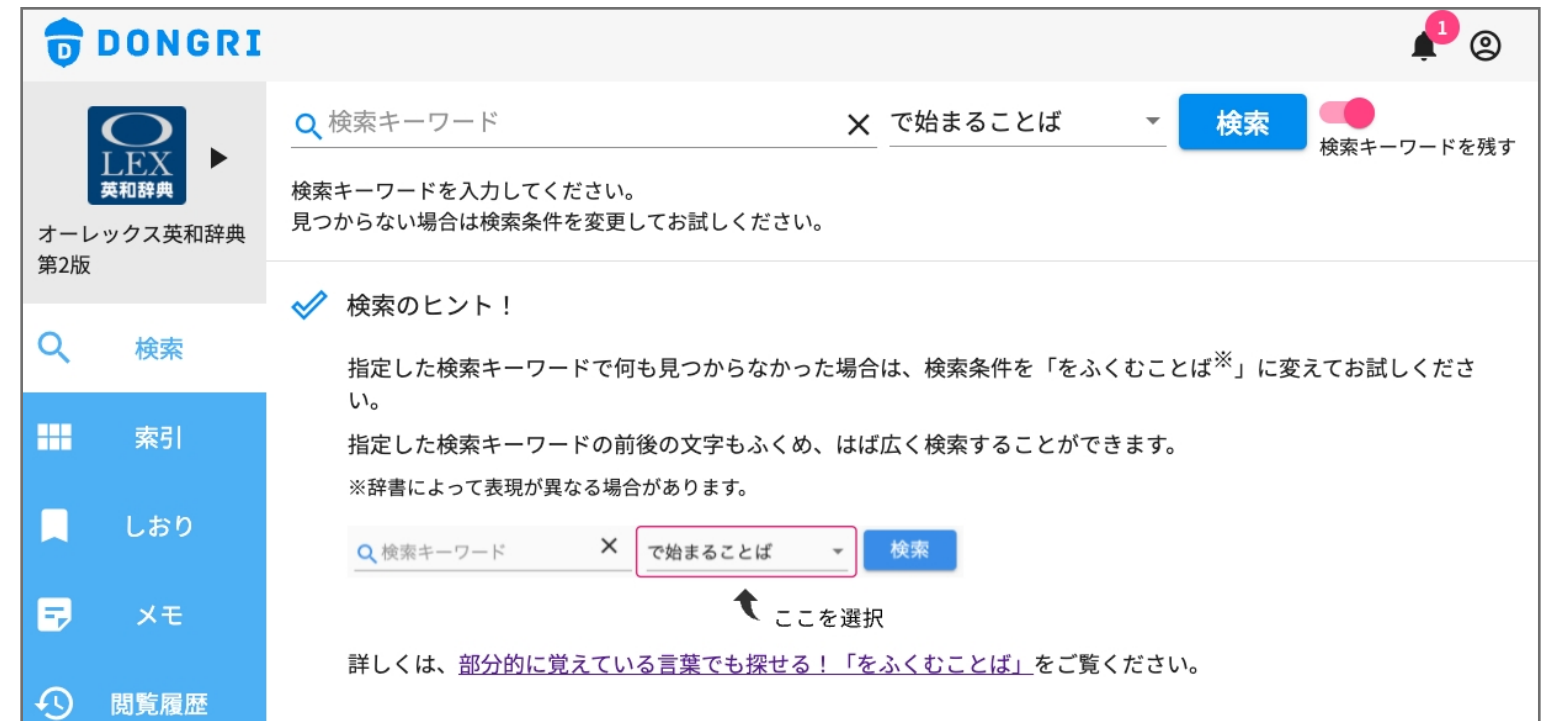 DONGRI
1
OLEX
英和辞典
オーレックス英和辞典
第2版
検索キーワード
で始まることば
検索
検索キーワードを残す
検索キーワードを入力してください。
見つからない場合は検索条件を変更してお試しください。
検索のヒント！
指定した検索キーワードで何も見つからなかった場合は、検索条件を「をふくむことば※」に変えてお試しくださ
い。
指定した検索キーワードの前後の文字もふくめ、はば広く検索することができます。
※辞書によって表現が異なる場合があります。
検索キーワード
で始まることば
検索
ここを選択
詳しくは、部分的に覚えている言葉でも探せる！「をふくむことば」をご覧ください。
検索
索引
しおり
メモ
閲覧履歴